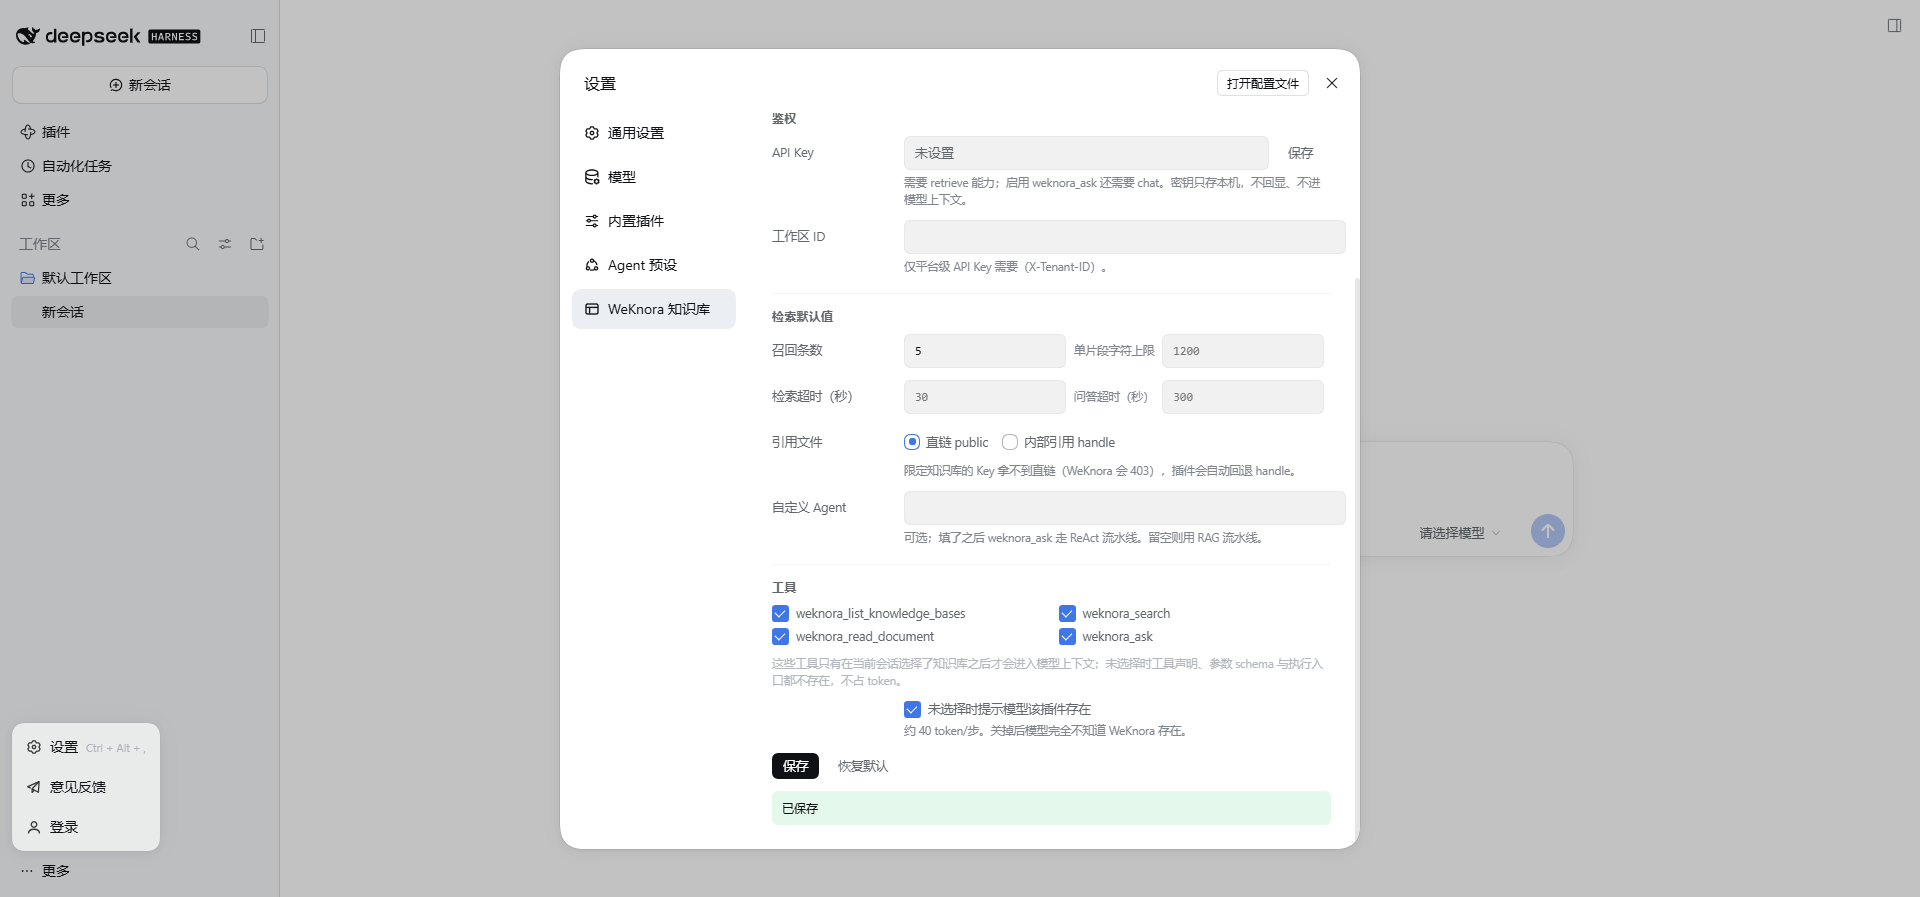 deepseek HARNESS
新会话
插件
自动化任务
更多
工作区
默认工作区
新会话
设置 Ctrl + Alt + ,
意见反馈
登录
更多
设置
打开配置文件
通用设置
模型
内置插件
Agent 预设
WeKnora 知识库
鉴权
API Key 未设置 保存
需要 retrieve 能力；启用 weknora_ask 还需要 chat。密钥只存本机，不回显、不进
模型上下文。
工作区 ID
仅平台级 API Key 需要（X-Tenant-ID）。
检索默认值
召回条数 5 单片段字符上限 1200
检索超时（秒） 30 问答超时（秒） 300
引用文件 直链 public 内部引用 handle
限定知识库的 Key 拿不到直链（WeKnora 会 403），插件会自动回退 handle。
自定义 Agent
可选；填了之后 weknora_ask 走 ReAct 流水线。留空则用 RAG 流水线。
工具
weknora_list_knowledge_bases weknora_search
weknora_read_document weknora_ask
这些工具只有在当前会话选择了知识库之后才会进入模型上下文；未选择时工具声明、参数 schema 与执行入
口都不存在，不占 token。
未选择时提示模型该插件存在
约 40 token/步。关掉后模型完全不知道 WeKnora 存在。
保存 恢复默认
已保存
请选择模型